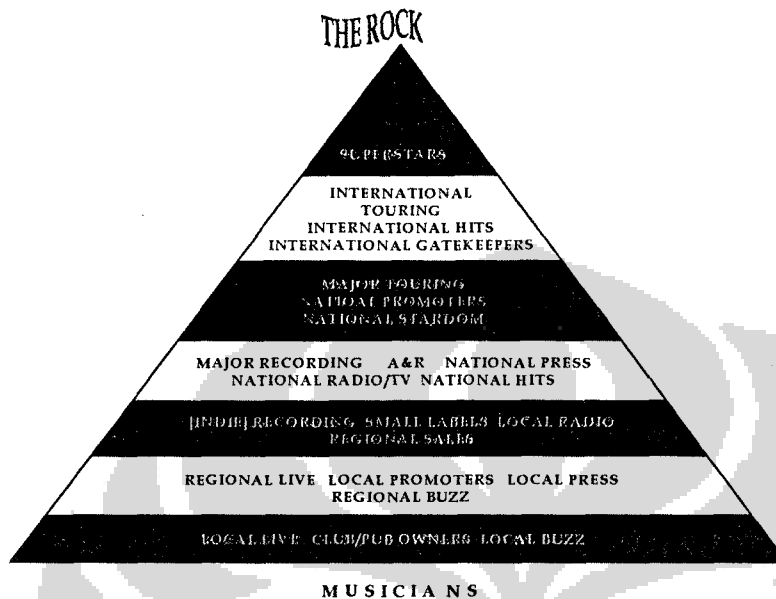 THE ROCK
SUPERSTARS
INTERNATIONAL
TOURING
INTERNATIONAL HITS
INTERNATIONAL GATEKEEPERS
MAJOR TOURING
NATIOAL PROMOTERS
NATIONAL STARDOM
MAJOR RECORDING A&R NATIONAL PRESS
NATIONAL RADIO/TV NATIONAL HITS
[INDIE] RECORDING SMALL LABELS LOCAL RADIO
REGIONAL SALES
REGIONAL LIVE LOCAL PROMOTERS LOCAL PRESS
REGIONAL BUZZ
LOCAL LIVE CLUB/PUB OWNERS LOCAL BUZZ
MUSICIANS